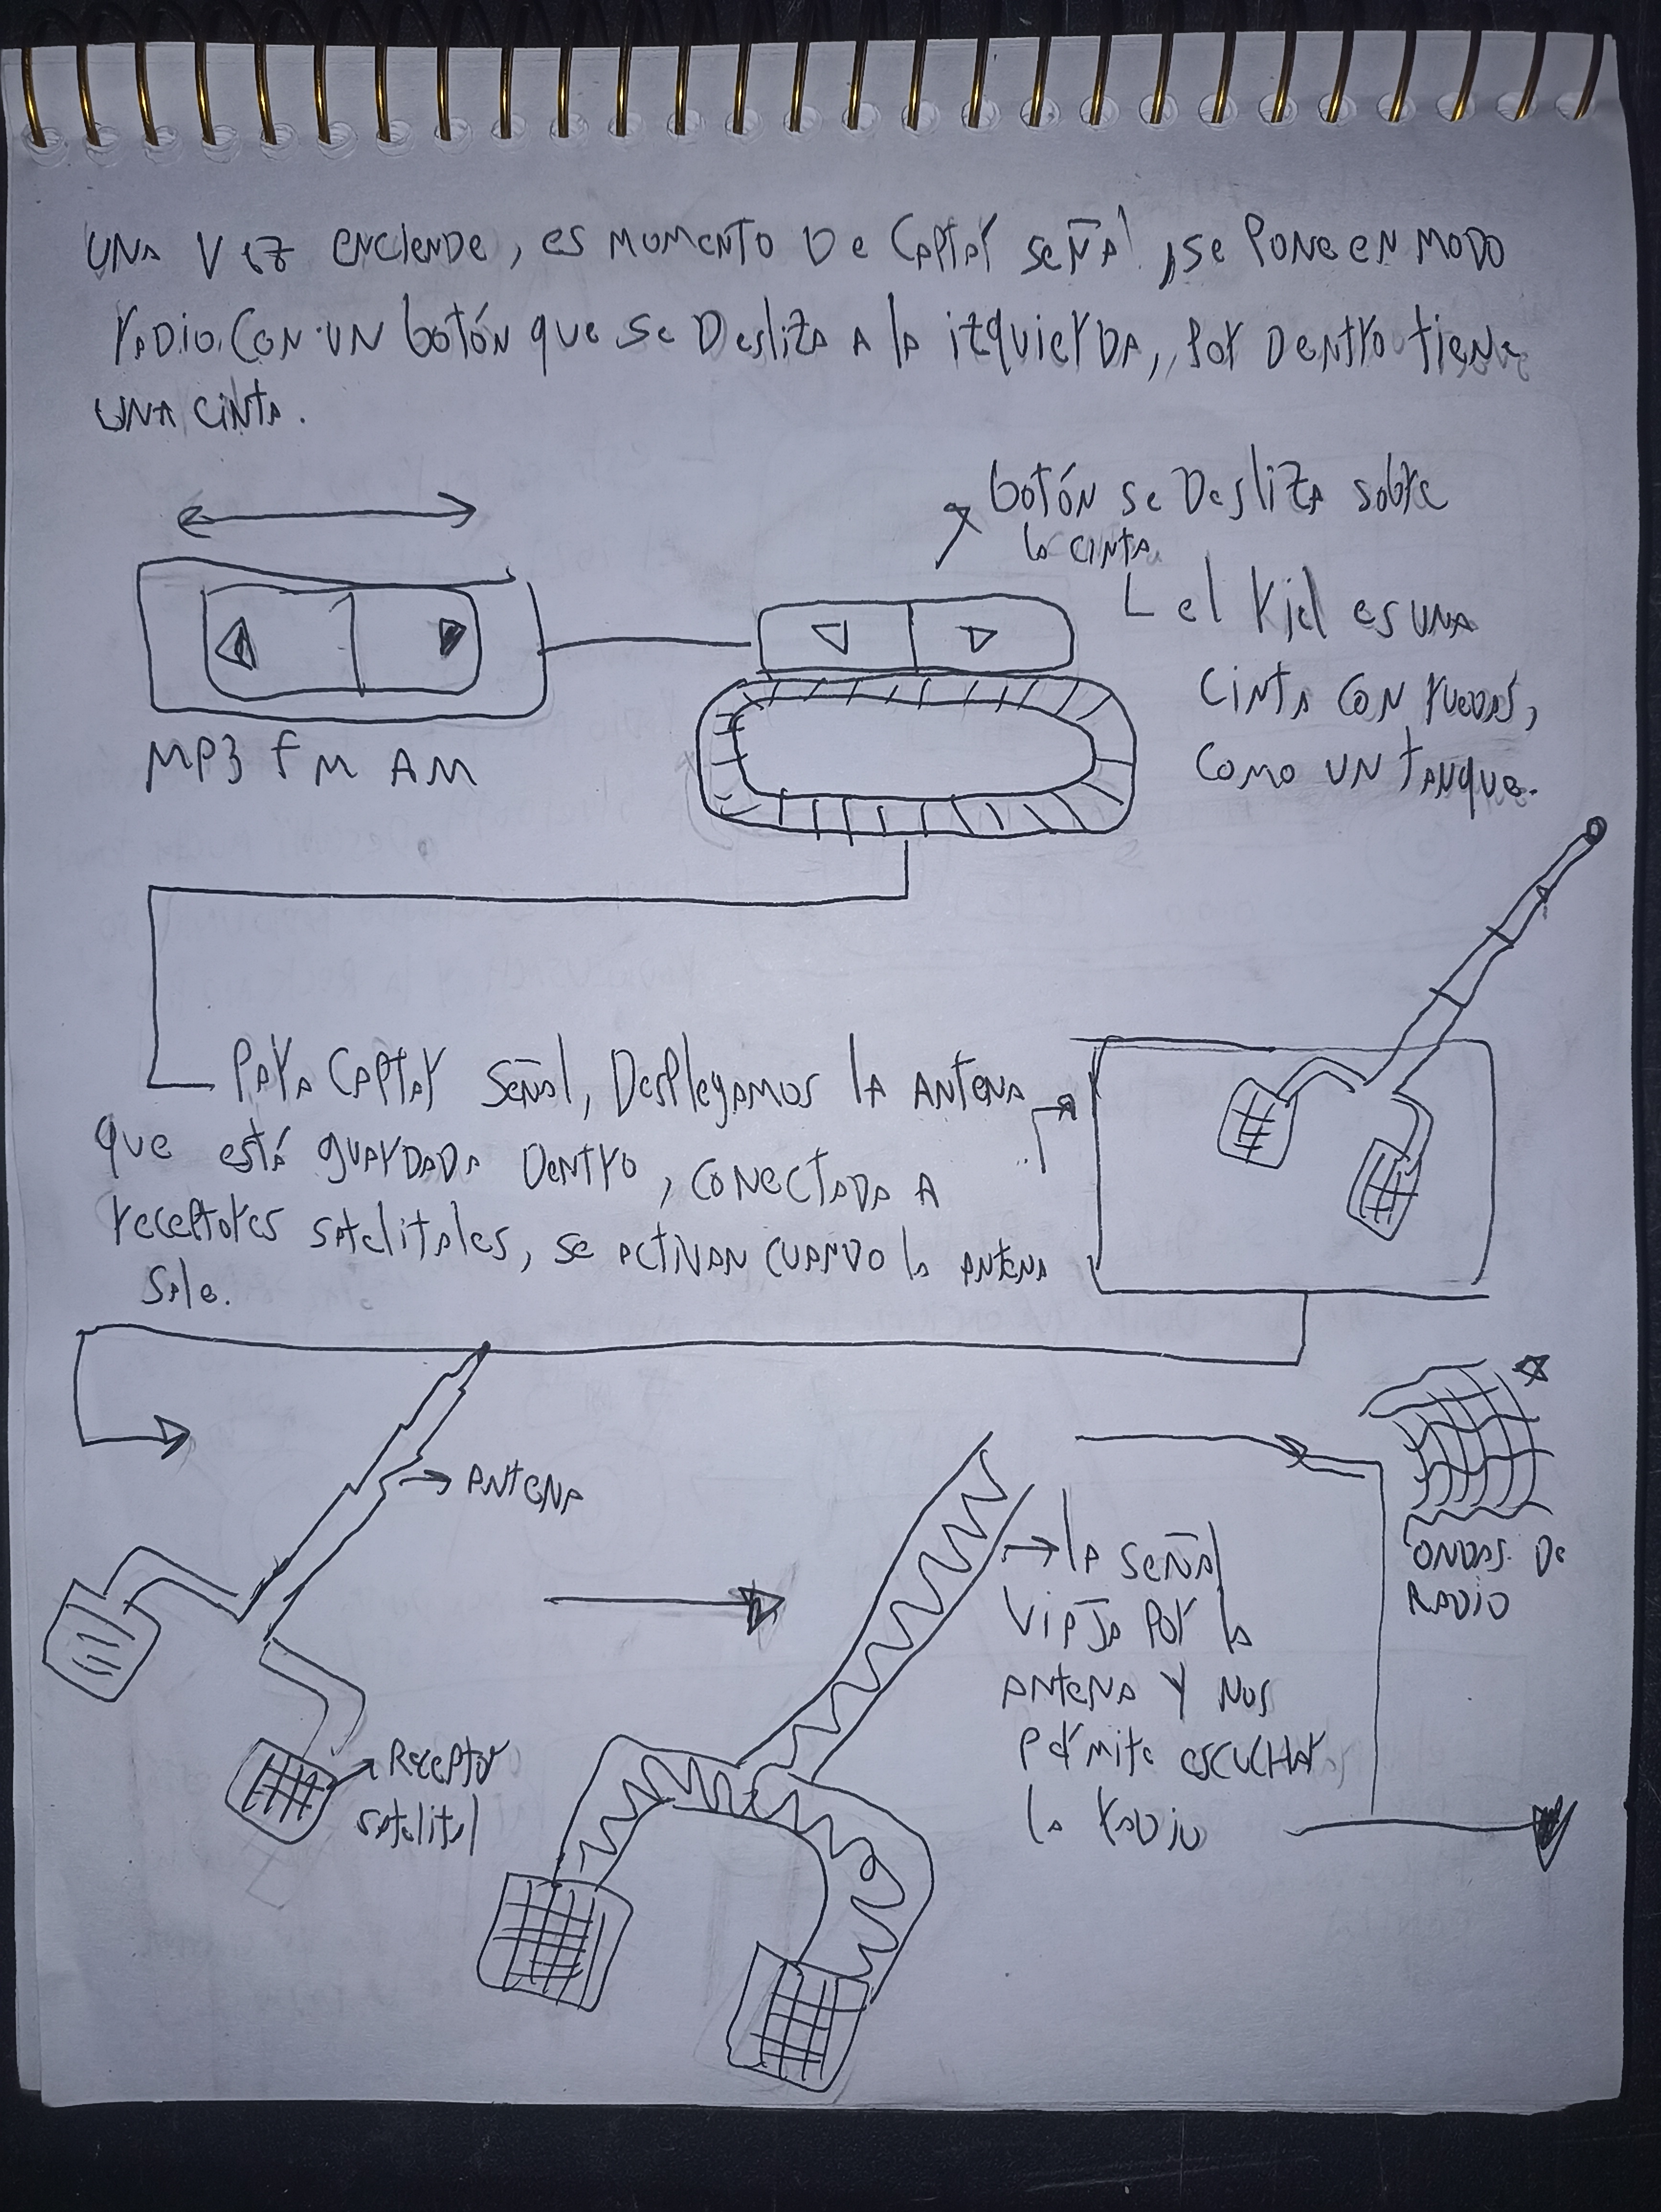 UNA VEZ ENCIENDE, es MOMENTO De CAPTAR SEÑAl, se PONE EN MODO
RADIO. CON UN botón que se Desliza A la izquierda, POR DENTRO tiene
UNA CINTA.
botón se Desliza sobre
la CINTA
el riel es UNA
CINTA CON RUEDAS,
COMO UN TANQUE.
MP3 FM AM
PARA CAPTAR SEÑAl, DesPlegamos lA ANTENA
que está guARDADA DENTRO, CONECTADA A
receptores satelitales, se ACTIVAN CUANDO la ANTENA
Sale.
ANTENA
ONDAS De
RADIO
lA SEÑAl
VIAJA POR la
ANTENA Y NOS
Permite escuchar
la RADIO
Receptor
satelital